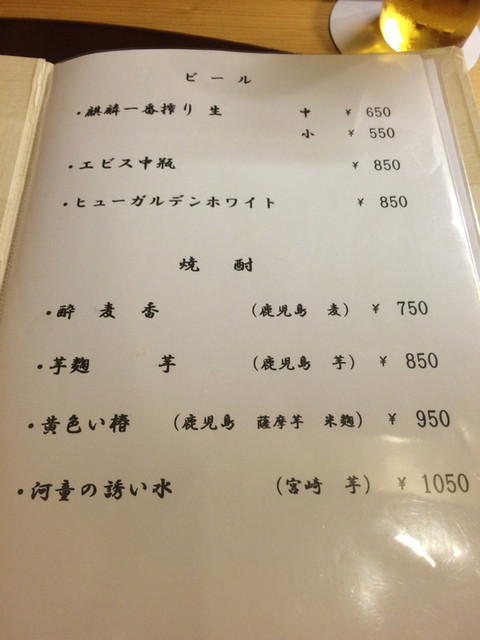 ビール
・麒麟一番搾り 生 中 ¥ 650
小 ¥ 550
・エビス中瓶 ¥ 850
・ヒューガルデンホワイト ¥ 850
焼酎
・酔麦香 (鹿児島 麦) ¥ 750
・芋麹 芋 (鹿児島 芋) ¥ 850
・黄色い椿 (鹿児島 薩摩芋 米麹) ¥ 950
・河童の誘い水 (宮崎 芋) ¥ 1050